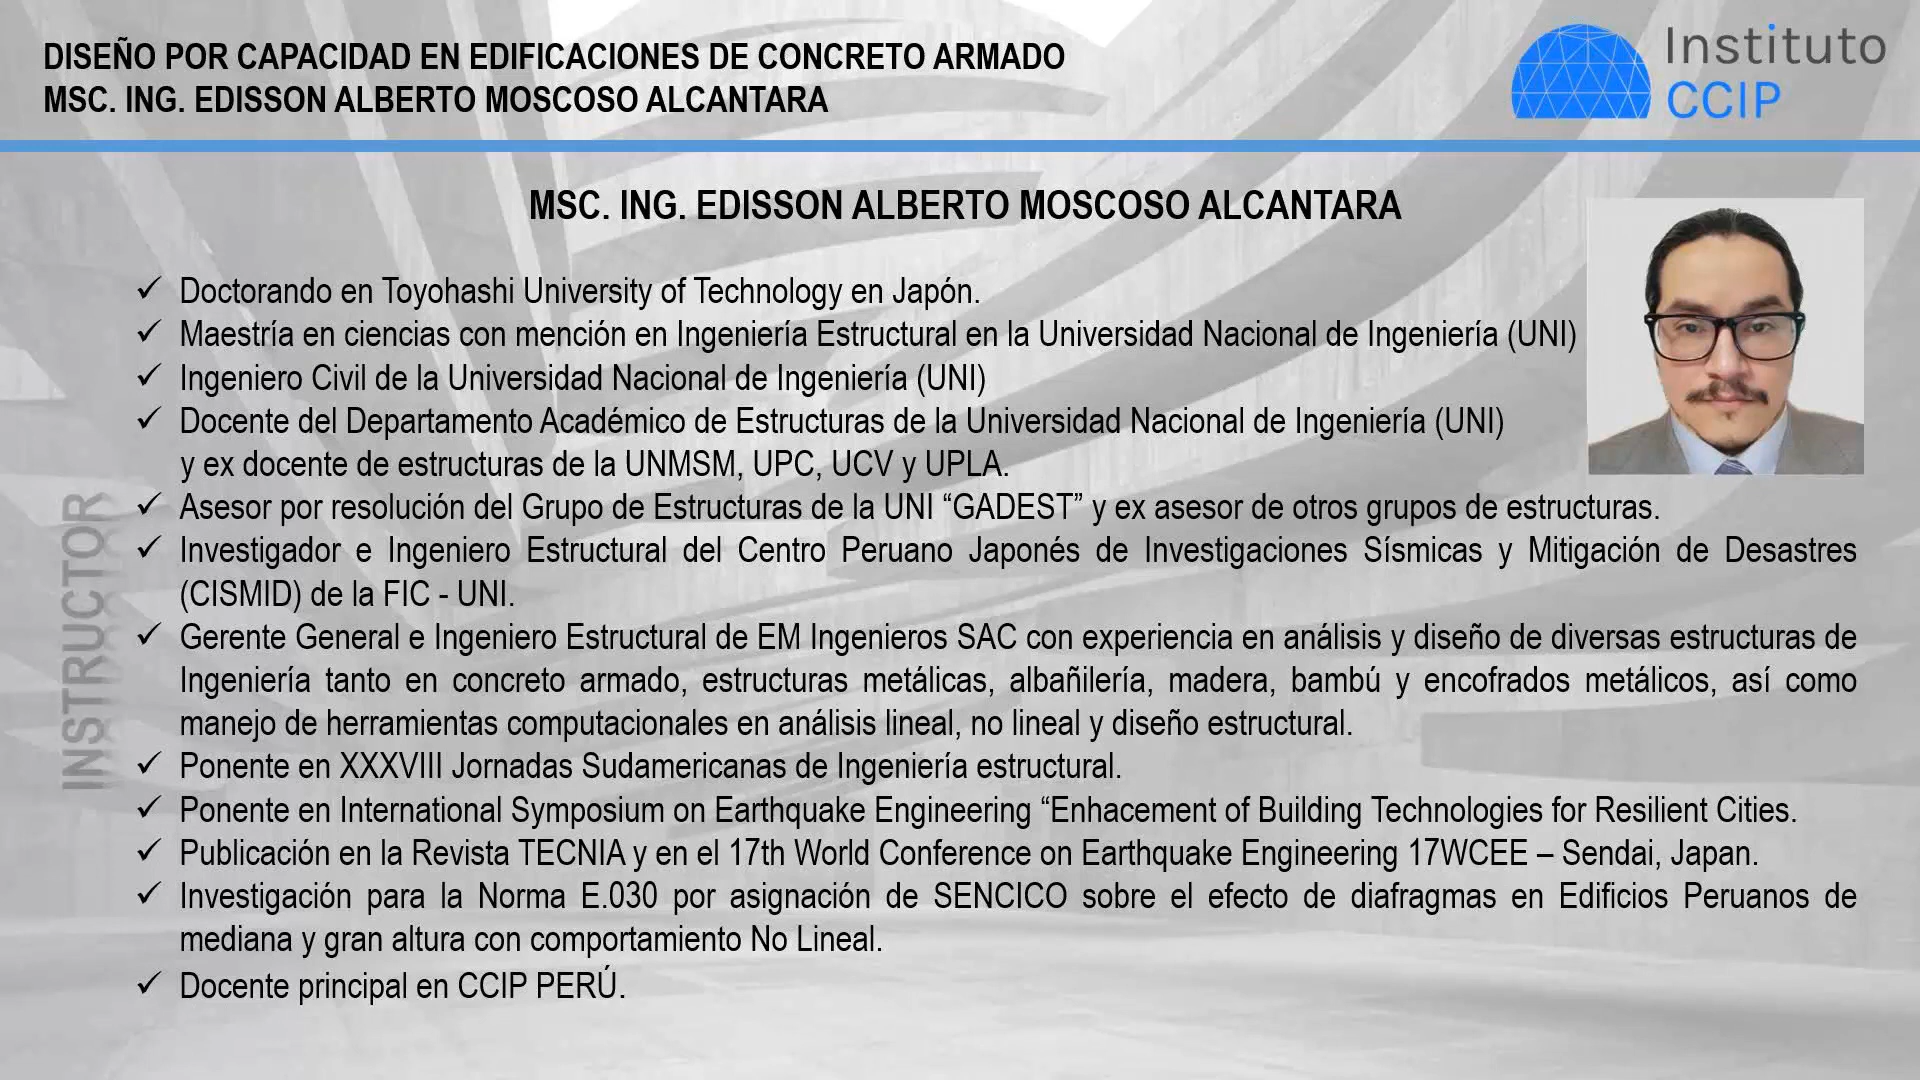 DISEÑO POR CAPACIDAD EN EDIFICACIONES DE CONCRETO ARMADO
MSC. ING. EDISSON ALBERTO MOSCOSO ALCANTARA
Instituto
CCIP
MSC. ING. EDISSON ALBERTO MOSCOSO ALCANTARA
✓ Doctorando en Toyohashi University of Technology en Japón.
✓ Maestría en ciencias con mención en Ingeniería Estructural en la Universidad Nacional de Ingeniería (UNI)
✓ Ingeniero Civil de la Universidad Nacional de Ingeniería (UNI)
✓ Docente del Departamento Académico de Estructuras de la Universidad Nacional de Ingeniería (UNI)
y ex docente de estructuras de la UNMSM, UPC, UCV y UPLA.
✓ Asesor por resolución del Grupo de Estructuras de la UNI “GADEST” y ex asesor de otros grupos de estructuras.
✓ Investigador e Ingeniero Estructural del Centro Peruano Japonés de Investigaciones Sísmicas y Mitigación de Desastres
(CISMID) de la FIC - UNI.
✓ Gerente General e Ingeniero Estructural de EM Ingenieros SAC con experiencia en análisis y diseño de diversas estructuras de
Ingeniería tanto en concreto armado, estructuras metálicas, albañilería, madera, bambú y encofrados metálicos, así como
manejo de herramientas computacionales en análisis lineal, no lineal y diseño estructural.
✓ Ponente en XXXVIII Jornadas Sudamericanas de Ingeniería estructural.
✓ Ponente en International Symposium on Earthquake Engineering “Enhacement of Building Technologies for Resilient Cities.
✓ Publicación en la Revista TECNIA y en el 17th World Conference on Earthquake Engineering 17WCEE – Sendai, Japan.
✓ Investigación para la Norma E.030 por asignación de SENCICO sobre el efecto de diafragmas en Edificios Peruanos de
mediana y gran altura con comportamiento No Lineal.
✓ Docente principal en CCIP PERÚ.
INSTRUCTOR